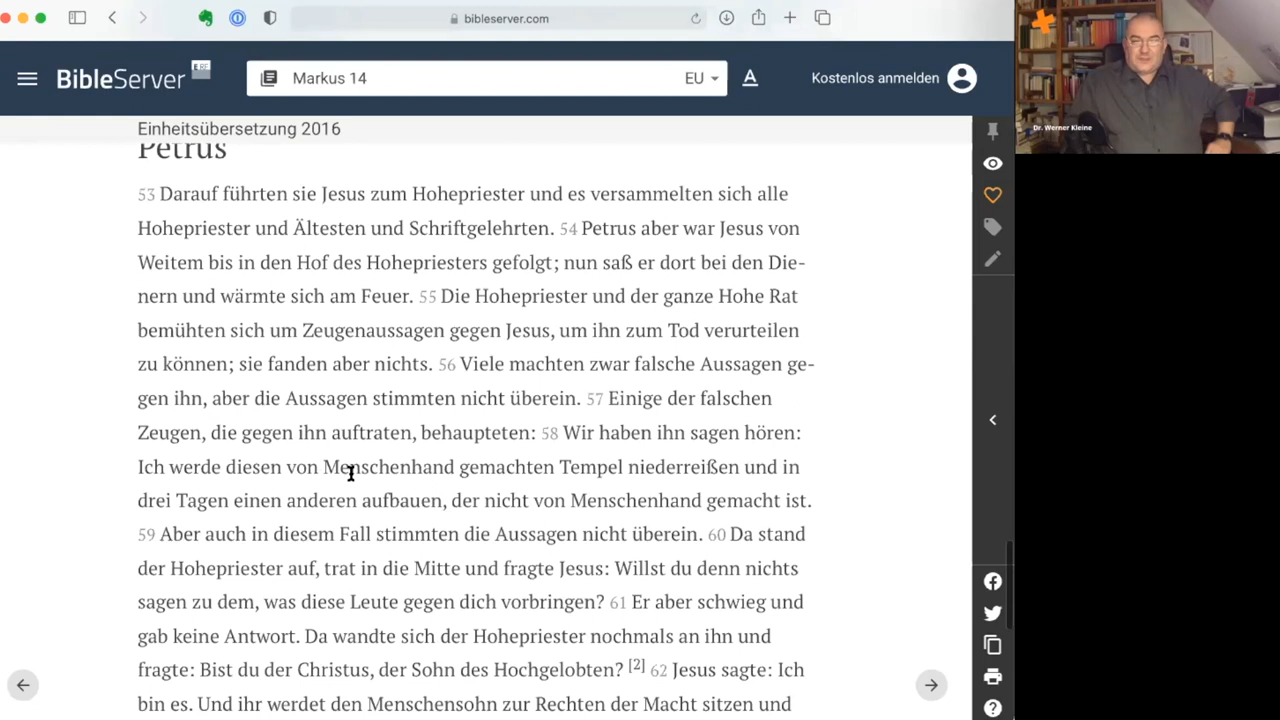 bibleserver.com
BibleServer
ERF
Markus 14
EU
Kostenlos anmelden
Dr. Werner Kleine
Einheitsübersetzung 2016
Petrus
53 Darauf führten sie Jesus zum Hohepriester und es versammelten sich alle
Hohepriester und Ältesten und Schriftgelehrten. 54 Petrus aber war Jesus von
Weitem bis in den Hof des Hohepriesters gefolgt; nun saß er dort bei den Die-
nern und wärmte sich am Feuer. 55 Die Hohepriester und der ganze Hohe Rat
bemühten sich um Zeugenaussagen gegen Jesus, um ihn zum Tod verurteilen
zu können; sie fanden aber nichts. 56 Viele machten zwar falsche Aussagen ge-
gen ihn, aber die Aussagen stimmten nicht überein. 57 Einige der falschen
Zeugen, die gegen ihn auftraten, behaupteten: 58 Wir haben ihn sagen hören:
Ich werde diesen von Menschenhand gemachten Tempel niederreißen und in
drei Tagen einen anderen aufbauen, der nicht von Menschenhand gemacht ist.
59 Aber auch in diesem Fall stimmten die Aussagen nicht überein. 60 Da stand
der Hohepriester auf, trat in die Mitte und fragte Jesus: Willst du denn nichts
sagen zu dem, was diese Leute gegen dich vorbringen? 61 Er aber schwieg und
gab keine Antwort. Da wandte sich der Hohepriester nochmals an ihn und
fragte: Bist du der Christus, der Sohn des Hochgelobten? [2] 62 Jesus sagte: Ich
bin es. Und ihr werdet den Menschensohn zur Rechten der Macht sitzen und